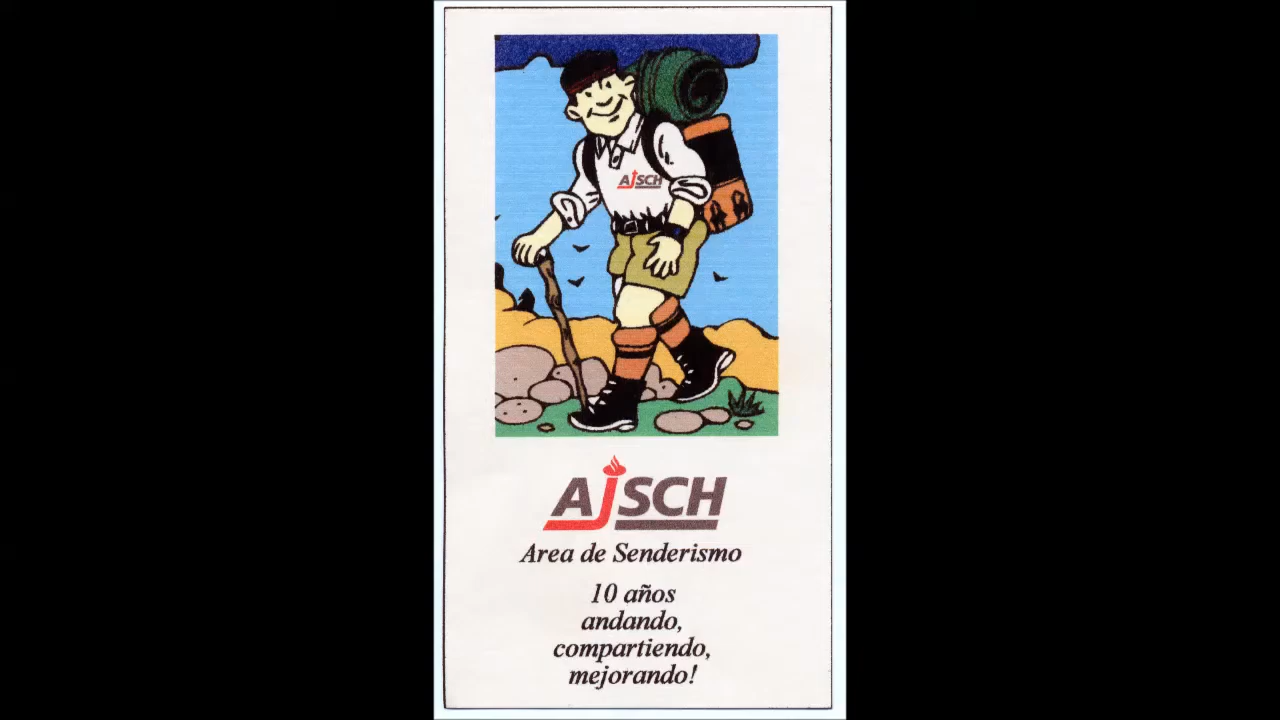 AJSCH
AJSCH
Area de Senderismo
10 años
andando,
compartiendo,
mejorando!